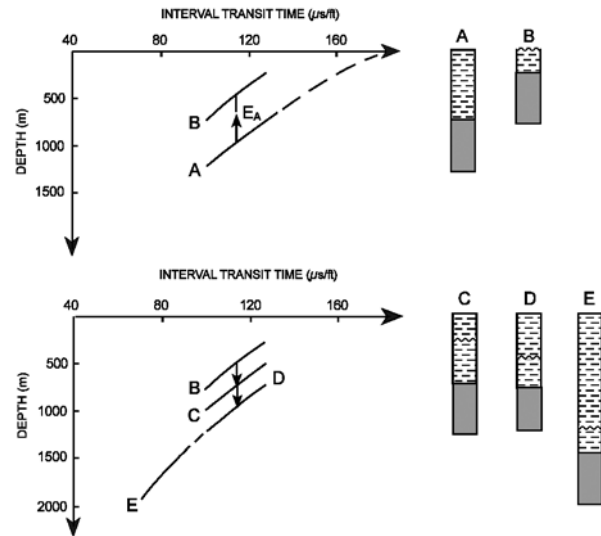 INTERVAL TRANSIT TIME (µs/ft)
40 80 120 160
A B
500
1000
1500
DEPTH (m)
B
E_A
A
INTERVAL TRANSIT TIME (µs/ft)
40 80 120 160
C D E
500
1000
1500
2000
DEPTH (m)
B
D
C
E